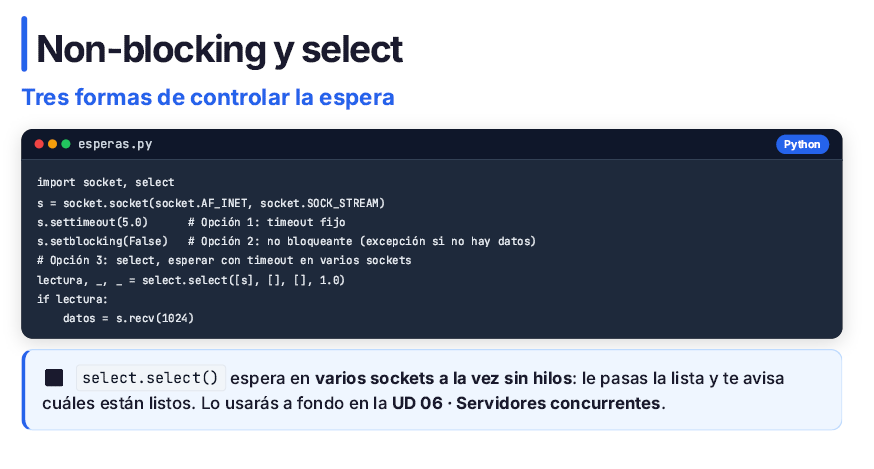 Non-blocking y select
Tres formas de controlar la espera
esperas.py
Python
import socket, select
s = socket.socket(socket.AF_INET, socket.SOCK_STREAM)
s.settimeout(5.0)      # Opción 1: timeout fijo
s.setblocking(False)   # Opción 2: no bloqueante (excepción si no hay datos)
# Opción 3: select, esperar con timeout en varios sockets
lectura, _, _ = select.select([s], [], [], 1.0)
if lectura:
    datos = s.recv(1024)
select.select() espera en varios sockets a la vez sin hilos: le pasas la lista y te avisa
cuáles están listos. Lo usarás a fondo en la UD 06 · Servidores concurrentes.